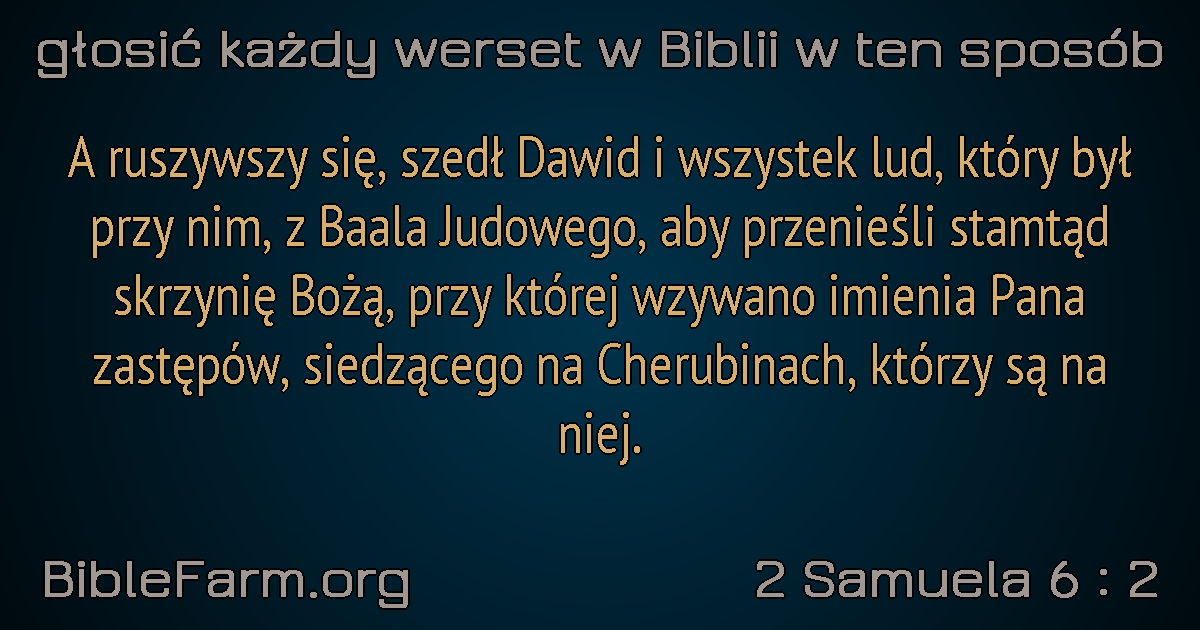 głosić każdy werset w Biblii w ten sposób
A ruszywszy się, szedł Dawid i wszystek lud, który był
przy nim, z Baala Judowego, aby przenieśli stamtąd
skrzynię Bożą, przy której wzywano imienia Pana
zastępów, siedzącego na Cherubinach, którzy są na
niej.
BibleFarm.org
2 Samuela 6 : 2